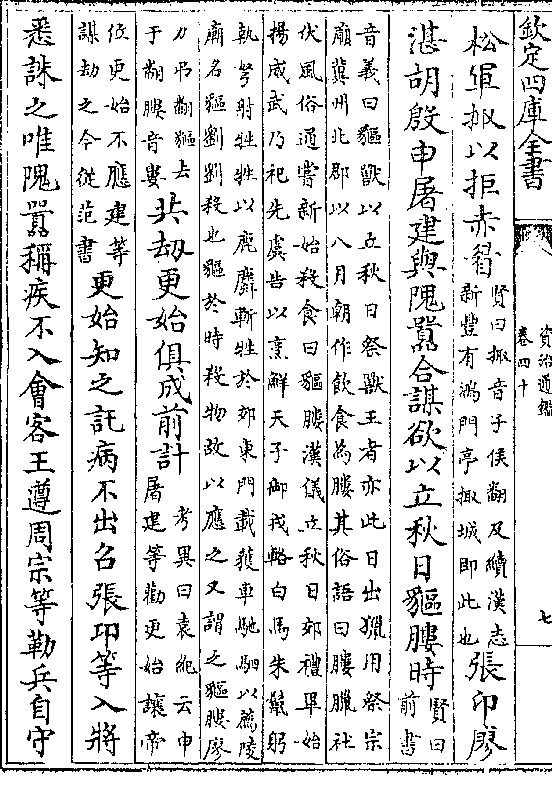 欽定四庫全書
資治通鑑
卷四十
七
松軍掫以拒赤眉
賢曰掫音子侯翻及續漢志
新豐有鴻門亭掫城即此也
張卬廖
湛胡殷申屠建與隗囂合謀欲以立秋日貙膢時
賢曰
前書
音義曰貙獸以立秋日祭獸王者亦此日出獵用祭宗
廟冀州北郡以八月朝作飲食為膢其俗語曰膢臘社
伏風俗通嘗新始殺食曰貙膢漢儀立秋日郊禮畢始
揚威武乃祀先虞告以烹鮮天子御戎輅白馬朱鬛躬
執弩射牲牲以鹿麛斬牲於郊東門載獲車馳駟以薦陵
廟名貙劉劉殺也貙於時殺物故以應之又謂之貙膢廖
力弔翻貙去
于翻膢音婁
共劫更始俱成前計
考異曰袁紀云申
屠建等勸更始讓帝
位更始不應建等
謀劫之今從范書
更始知之託病不出召張卬等入將
悉誅之唯隗囂稱疾不入會客王遵周宗等勒兵自守